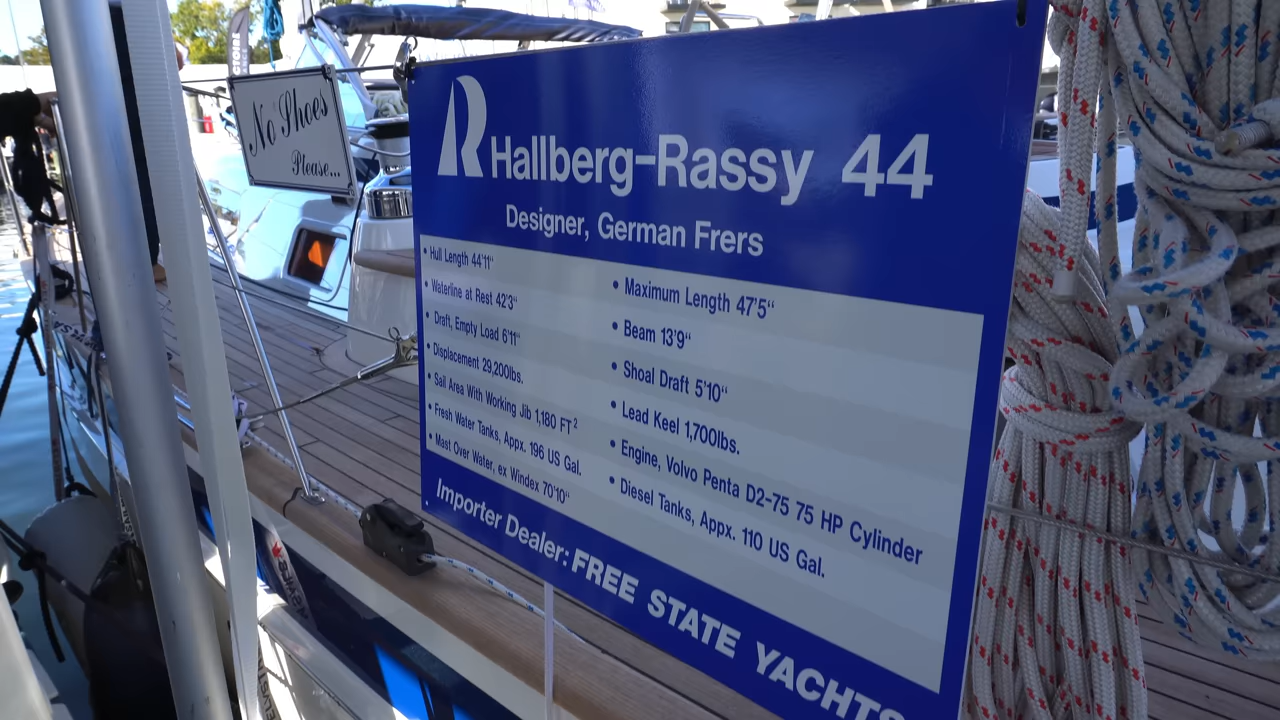 No Shoes
Please...
Hallberg-Rassy 44
Designer, German Frers
• Hull Length 44'11"
• Waterline at Rest 42'3"
• Draft, Empty Load 6'11"
• Displacement 29,200lbs.
• Sail Area With Working Jib 1,180 FT²
• Fresh Water Tanks, Appx. 196 US Gal.
• Mast Over Water, ex Windex 70'10"
• Maximum Length 47'5"
• Beam 13'9"
• Shoal Draft 5'10"
• Lead Keel 1,700lbs.
• Engine, Volvo Penta D2-75 75 HP Cylinder
• Diesel Tanks, Appx. 110 US Gal.
Importer Dealer: FREE STATE YACHTS